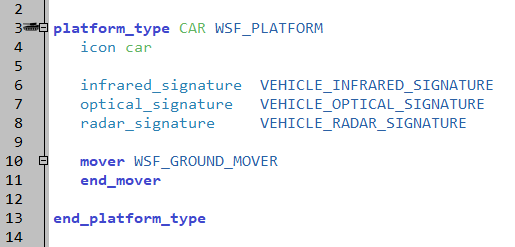 2
3 platform_type CAR WSF_PLATFORM
4 icon car
5
6 infrared_signature VEHICLE_INFRARED_SIGNATURE
7 optical_signature VEHICLE_OPTICAL_SIGNATURE
8 radar_signature VEHICLE_RADAR_SIGNATURE
9
10 mover WSF_GROUND_MOVER
11 end_mover
12
13 end_platform_type
14